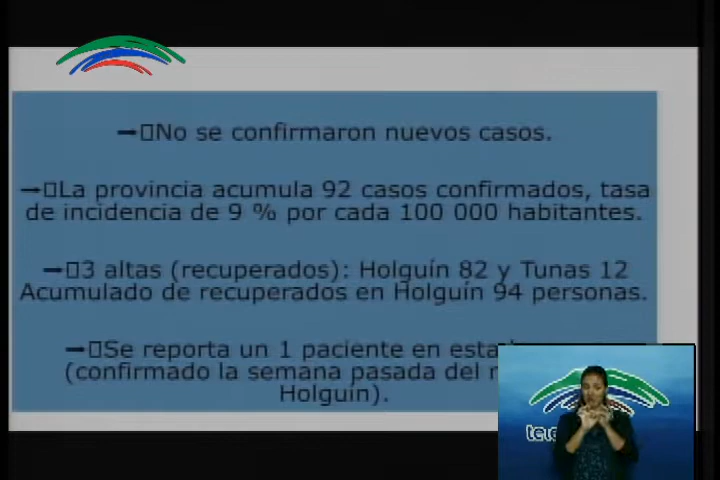 No se confirmaron nuevos casos.
La provincia acumula 92 casos confirmados, tasa
de incidencia de 9 % por cada 100 000 habitantes.
3 altas (recuperados): Holguín 82 y Tunas 12
Acumulado de recuperados en Holguín 94 personas.
Se reporta un 1 paciente en
(confirmado la semana pasada del
Holguín).